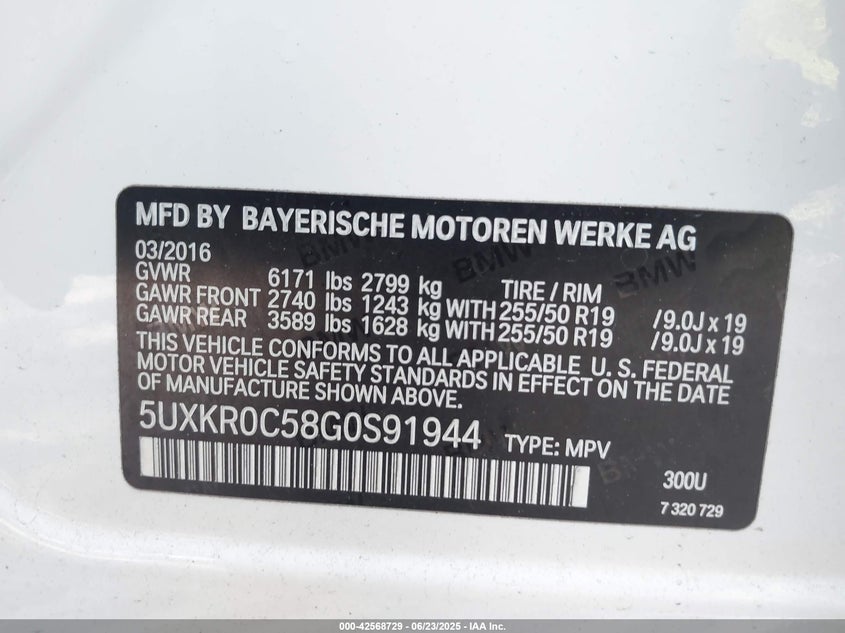 MFD BY BAYERISCHE MOTOREN WERKE AG
03/2016
GVWR 6171 lbs 2799 kg TIRE / RIM
GAWR FRONT 2740 lbs 1243 kg WITH 255/50 R19 /9.0J x 19
GAWR REAR 3589 lbs 1628 kg WITH 255/50 R19 /9.0J x 19
THIS VEHICLE CONFORMS TO ALL APPLICABLE U. S. FEDERAL
MOTOR VEHICLE SAFETY STANDARDS IN EFFECT ON THE DATE
OF MANUFACTURE SHOWN ABOVE.
5UXKR0C58G0S91944 TYPE: MPV
300U
7 320 729
000-42568729 - 06/23/2025 - IAA Inc.